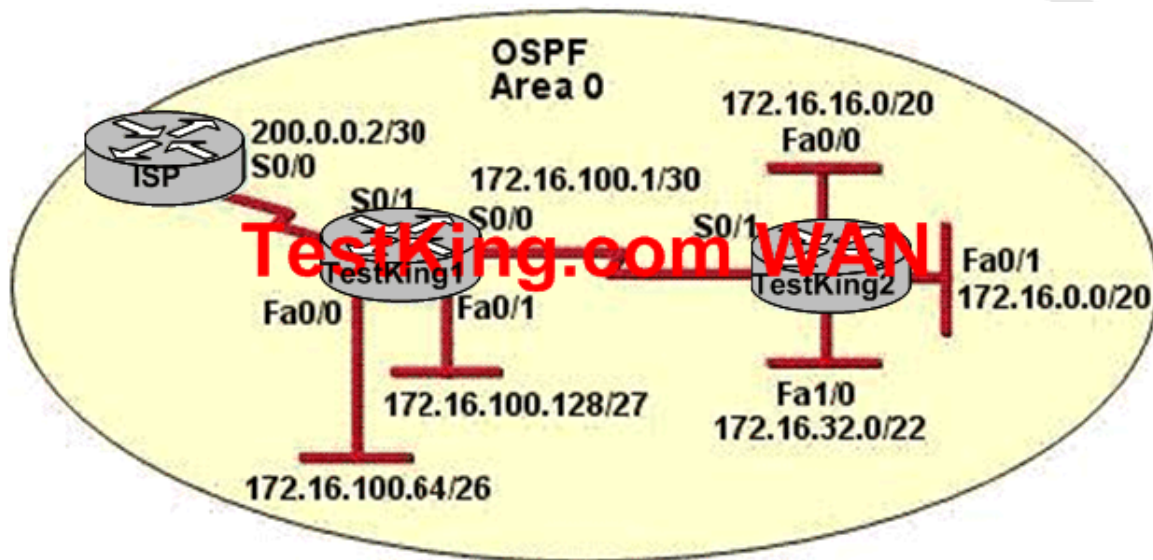 OSPF
Area 0
200.0.0.2/30
S0/0
ISP
172.16.16.0/20
Fa0/0
172.16.100.1/30
S0/1
S0/0
S0/1
TestKing.com WAN
TestKing1
TestKing2
Fa0/1
172.16.0.0/20
Fa0/0
Fa0/1
172.16.100.128/27
Fa1/0
172.16.32.0/22
172.16.100.64/26